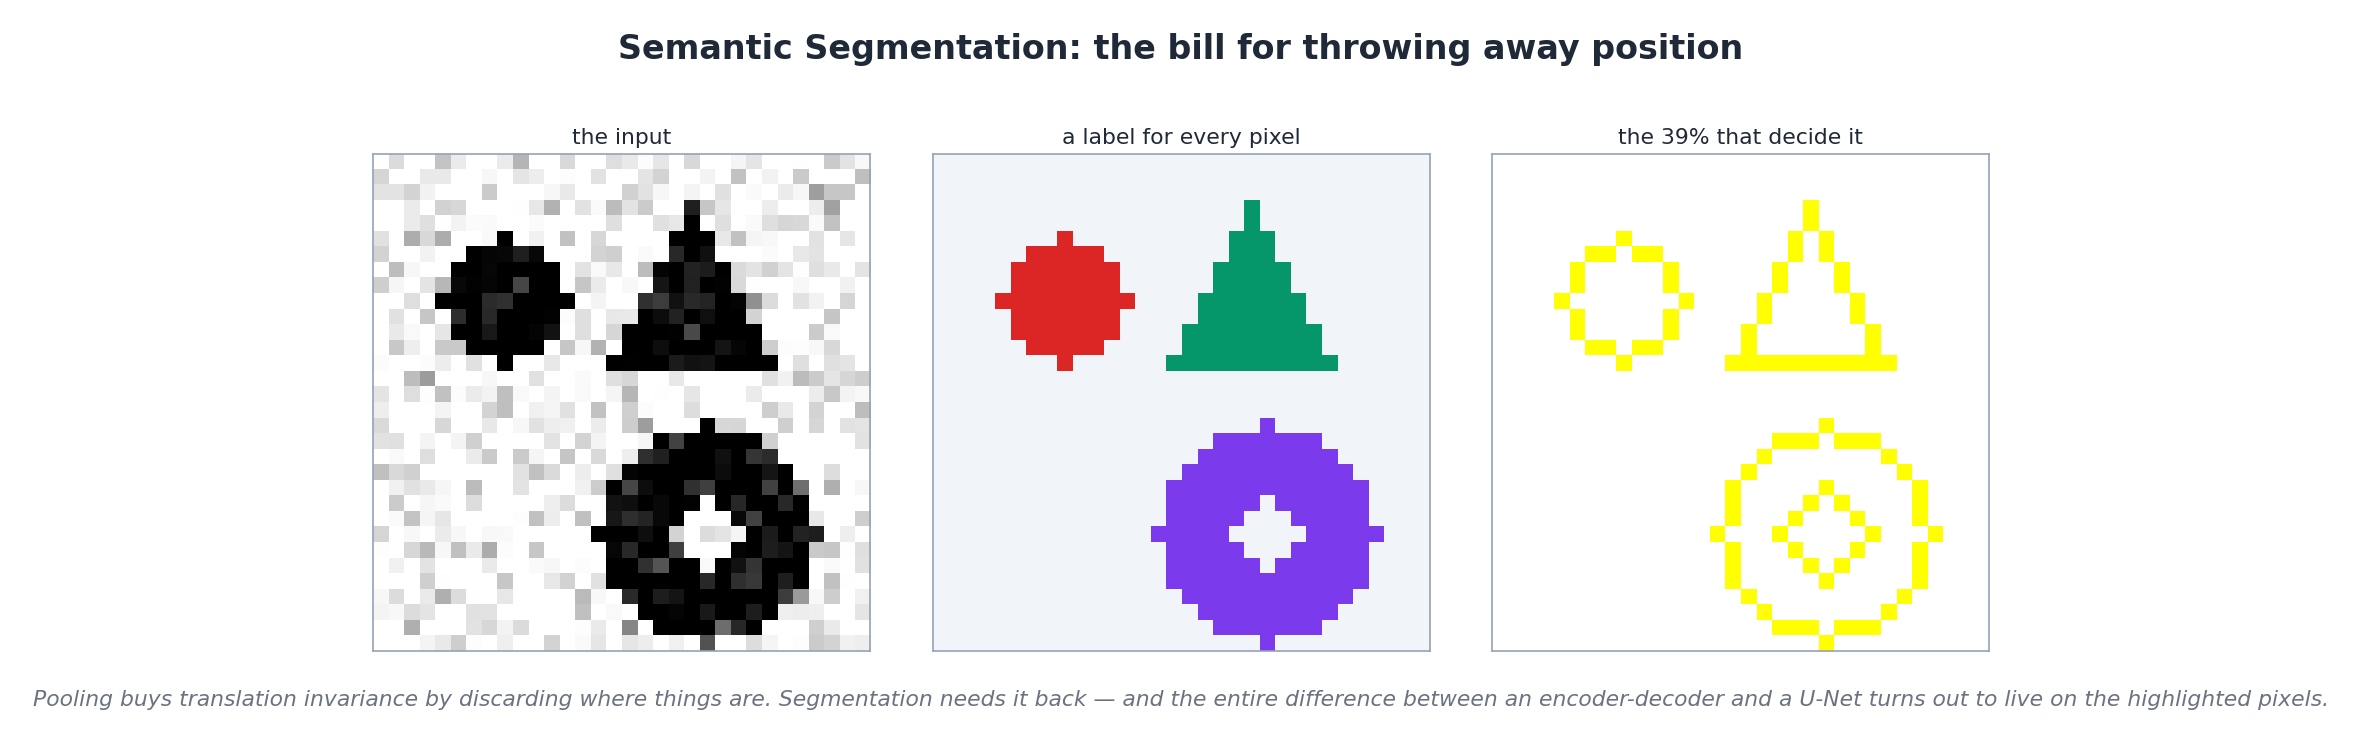 Semantic Segmentation: the bill for throwing away position
the input
a label for every pixel
the 39% that decide it
Pooling buys translation invariance by discarding where things are. Segmentation needs it back — and the entire difference between an encoder-decoder and a U-Net turns out to live on the highlighted pixels.